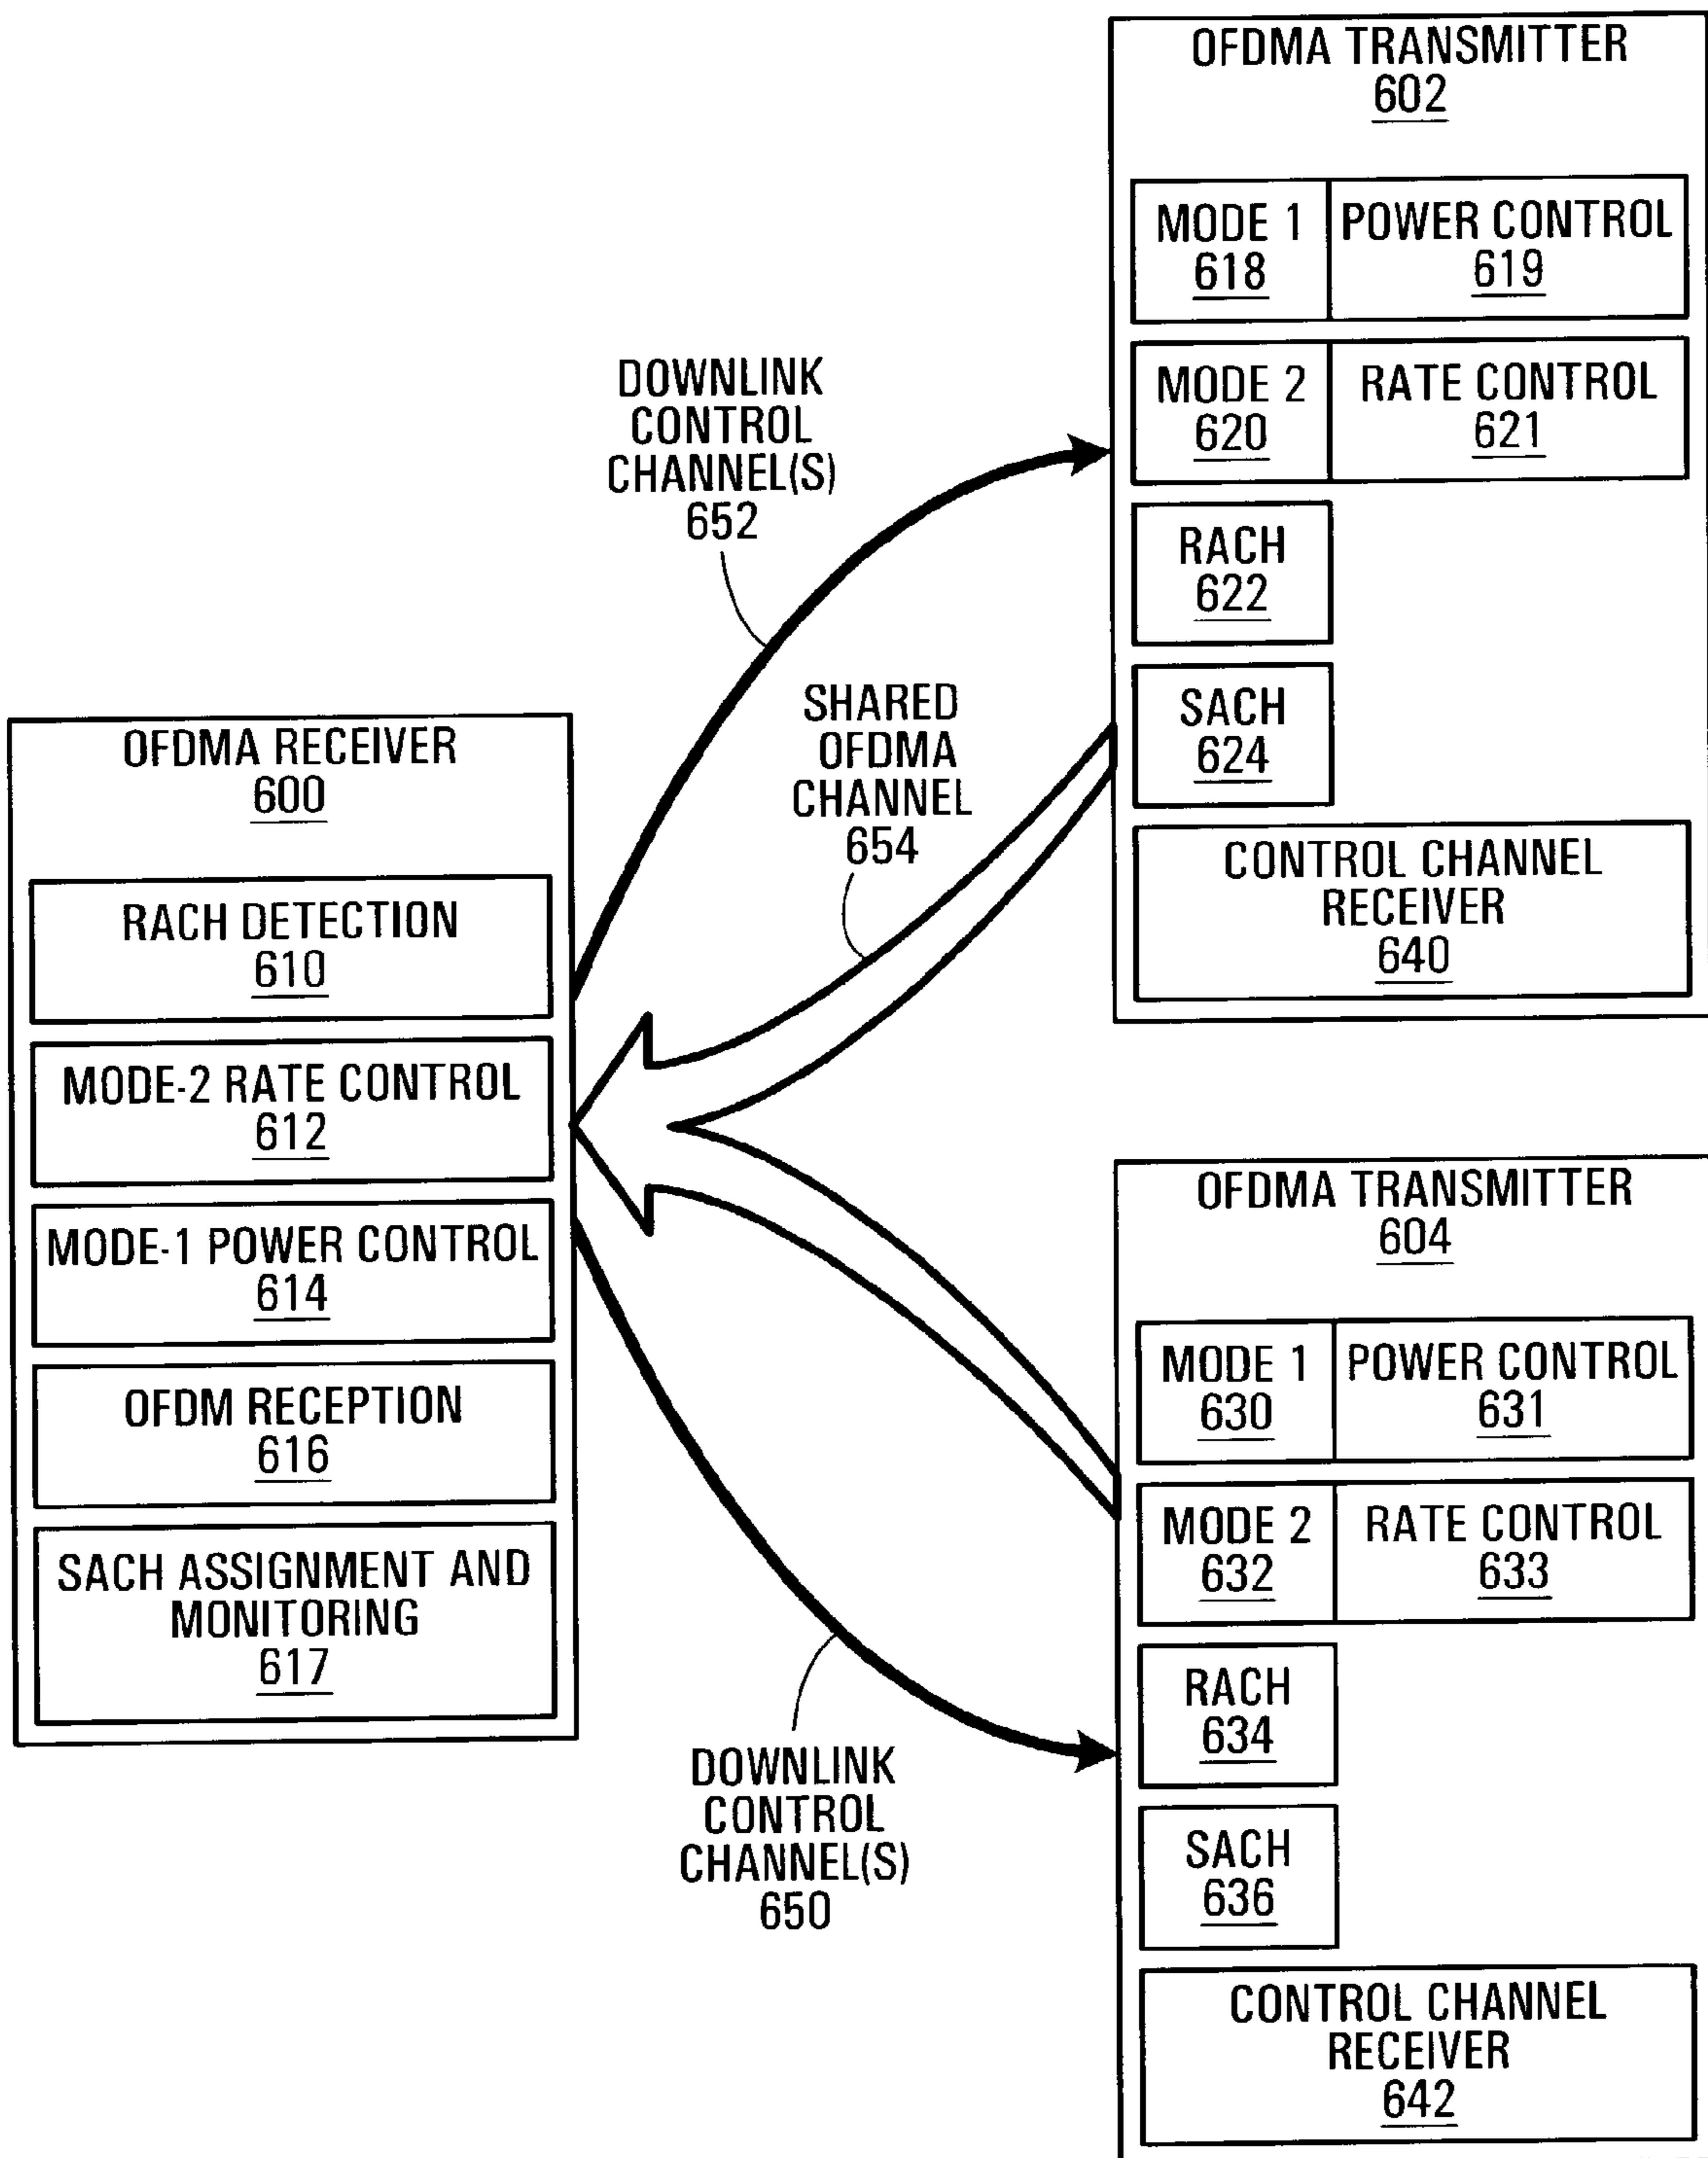 OFDMA TRANSMITTER
602
MODE 1
618
POWER CONTROL
619
MODE 2
620
RATE CONTROL
621
RACH
622
SACH
624
CONTROL CHANNEL
RECEIVER
640
DOWNLINK
CONTROL
CHANNEL(S)
652
SHARED
OFDMA
CHANNEL
654
OFDMA RECEIVER
600
RACH DETECTION
610
MODE-2 RATE CONTROL
612
MODE-1 POWER CONTROL
614
OFDM RECEPTION
616
SACH ASSIGNMENT AND
MONITORING
617
DOWNLINK
CONTROL
CHANNEL(S)
650
OFDMA TRANSMITTER
604
MODE 1
630
POWER CONTROL
631
MODE 2
632
RATE CONTROL
633
RACH
634
SACH
636
CONTROL CHANNEL
RECEIVER
642